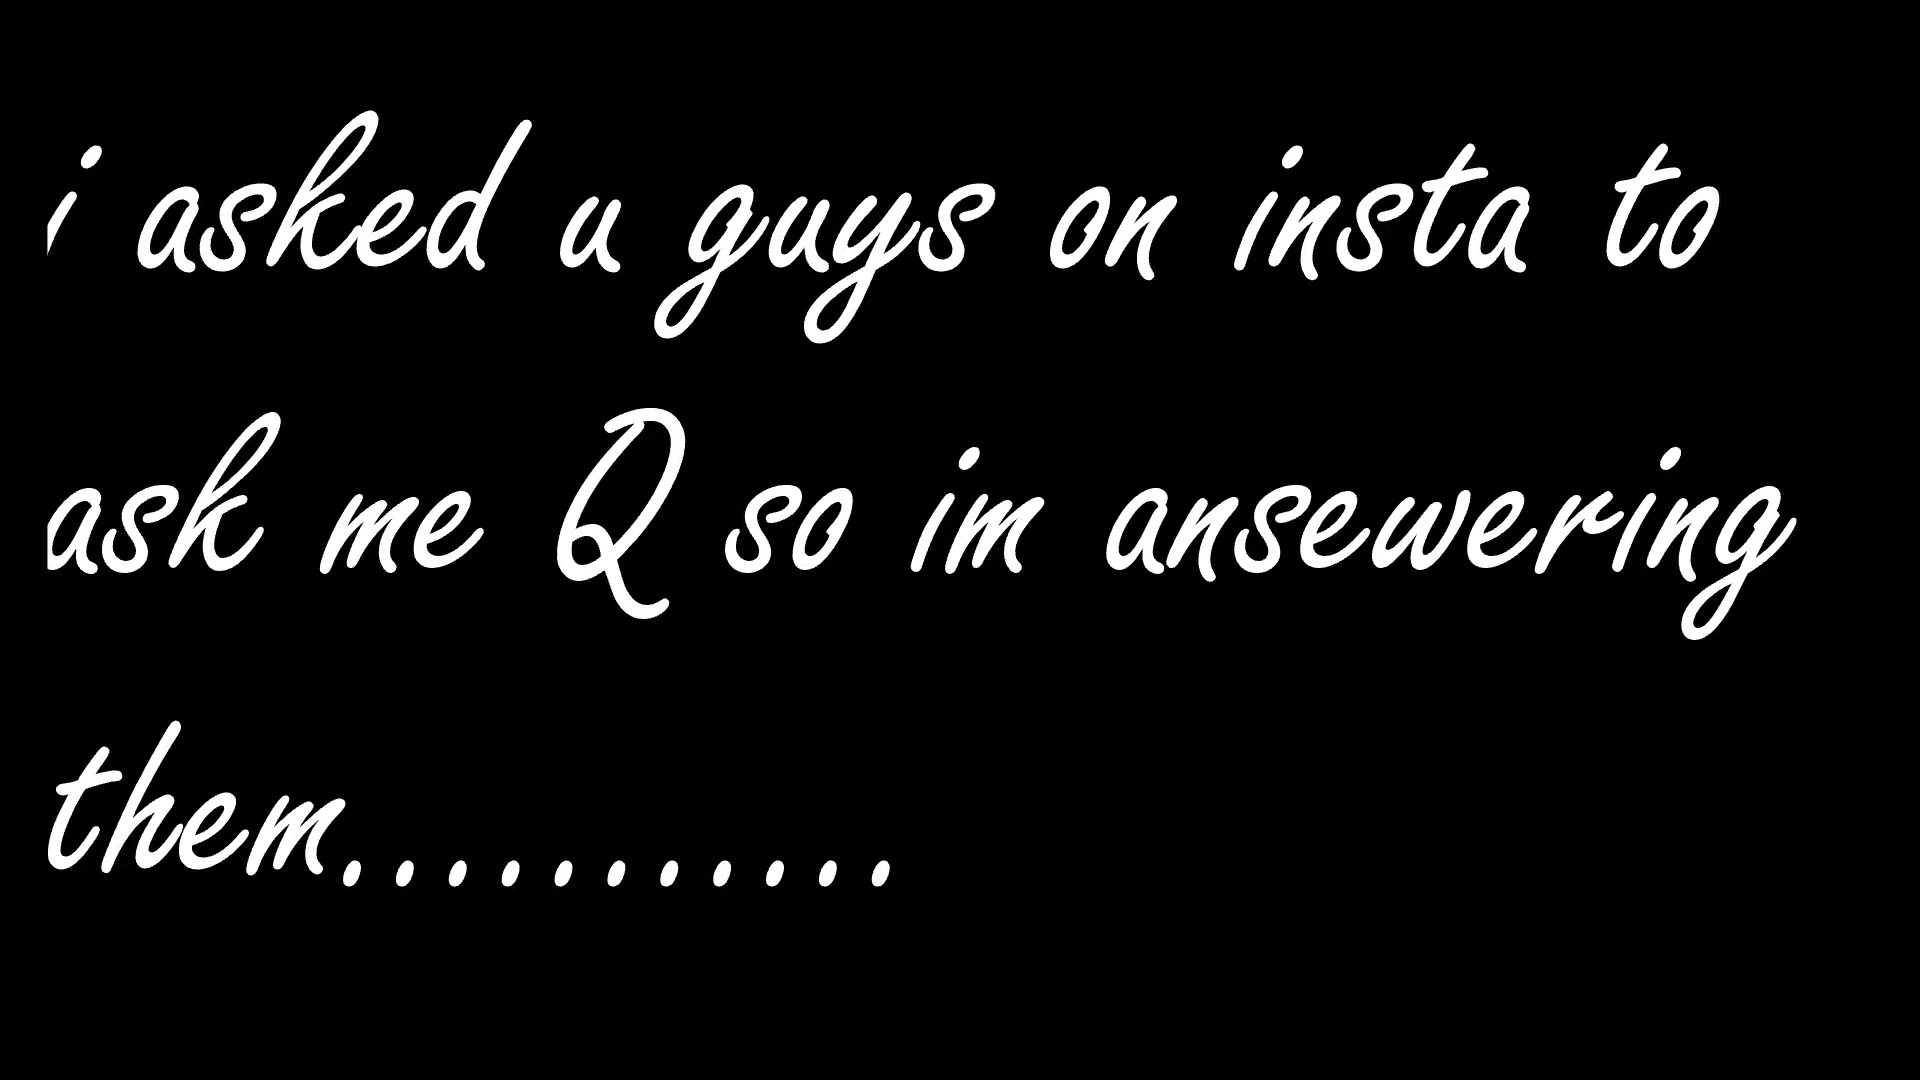 i asked u guys on insta to
ask me Q so im ansewering
them...........